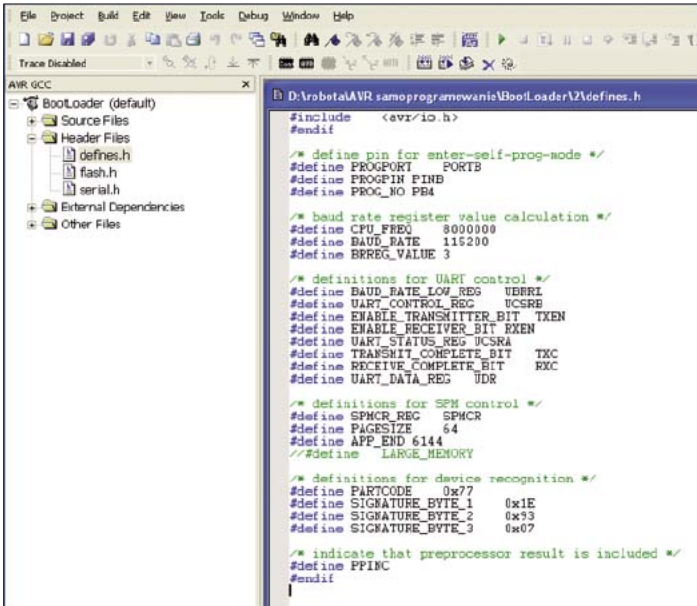 File Project Build Edit View Tools Debug Window Help
Trace Disabled
AVR GCC
BootLoader (default)
Source Files
Header Files
defines.h
flash.h
serial.h
External Dependencies
Other Files
D:\robota\AVR samoprogramowanie\BootLoader\2\defines.h
#include <avr/io.h>
#endif
/* define pin for enter-self-prog-mode */
#define PROGPORT PORTB
#define PROGPIN PINB
#define PROG_NO PB4
/* baud rate register value calculation */
#define CPU_FREQ 8000000
#define BAUD_RATE 115200
#define BRREG_VALUE 3
/* definitions for UART control */
#define BAUD_RATE_LOW_REG UBRRL
#define UART_CONTROL_REG UCSRB
#define ENABLE_TRANSMITTER_BIT TXEN
#define ENABLE_RECEIVER_BIT RXEN
#define UART_STATUS_REG UCSRA
#define TRANSMIT_COMPLETE_BIT TXC
#define RECEIVE_COMPLETE_BIT RXC
#define UART_DATA_REG UDR
/* definitions for SPM control */
#define SPMCR_REG SPMCR
#define PAGESIZE 64
#define APP_END 6144
//#define LARGE_MEMORY
/* definitions for device recognition */
#define PARTCODE 0x77
#define SIGNATURE_BYTE_1 0x1E
#define SIGNATURE_BYTE_2 0x93
#define SIGNATURE_BYTE_3 0x07
/* indicate that preprocessor result is included */
#define PPINC
#endif